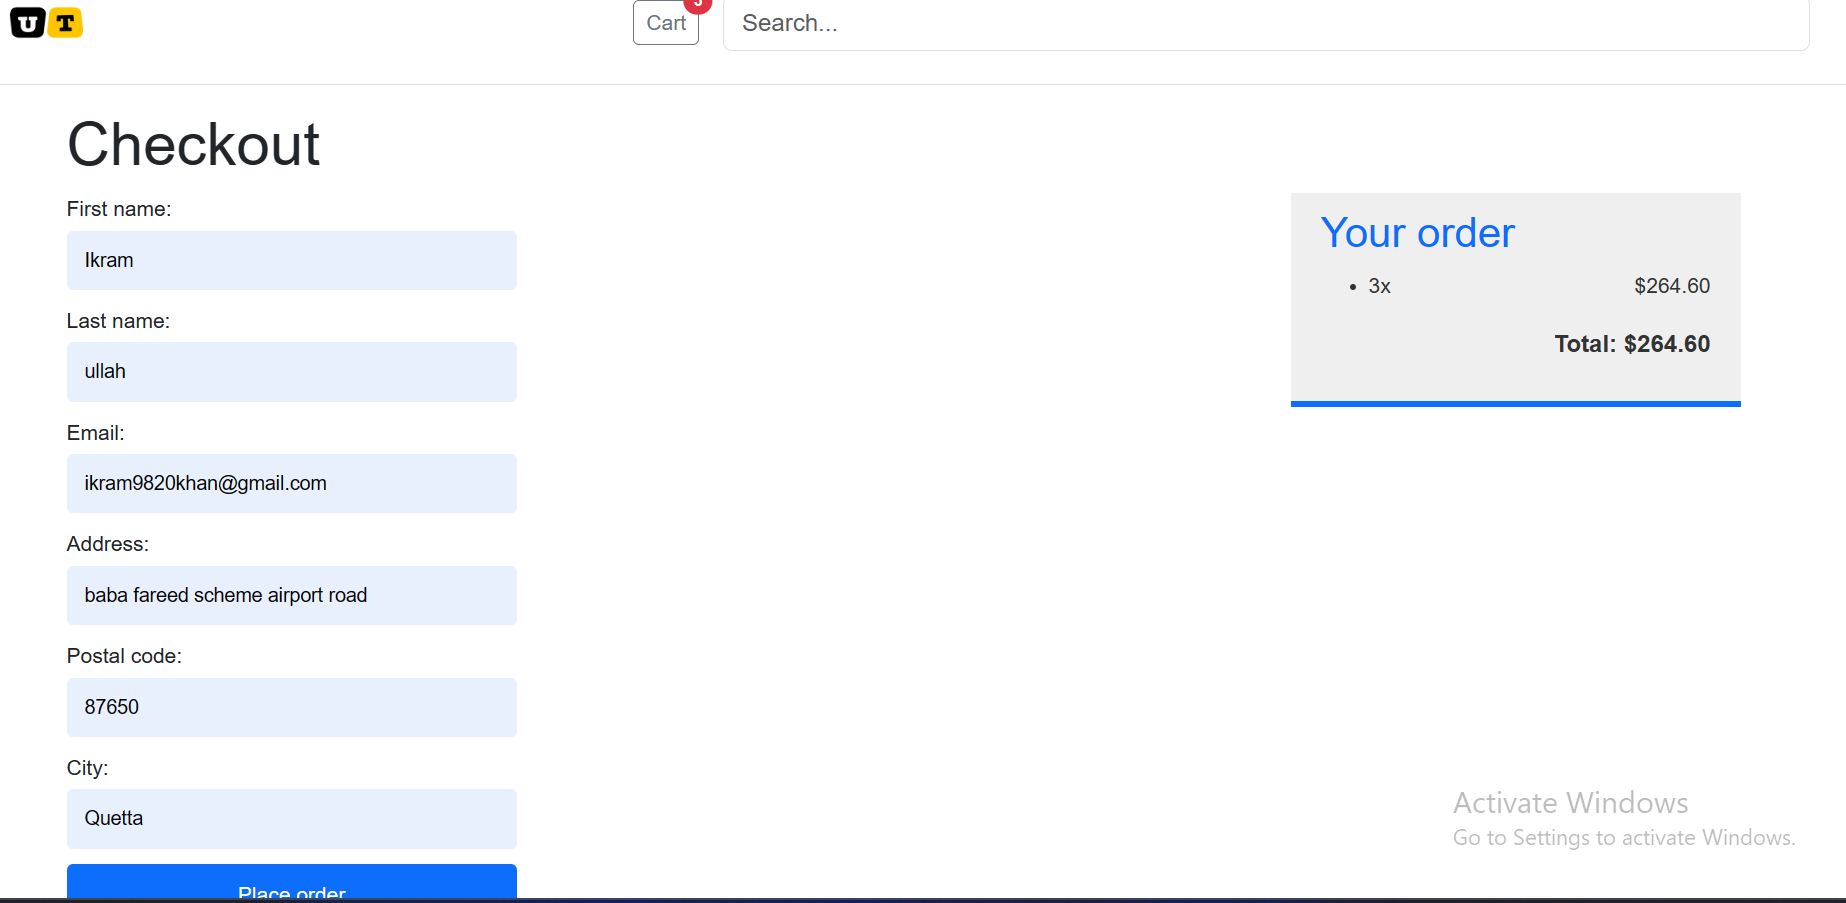 U T
Cart
Search...
Checkout
First name:
Ikram
Last name:
ullah
Email:
ikram9820khan@gmail.com
Address:
baba fareed scheme airport road
Postal code:
87650
City:
Quetta
Place order
Your order
3x $264.60
Total: $264.60
Activate Windows
Go to Settings to activate Windows.